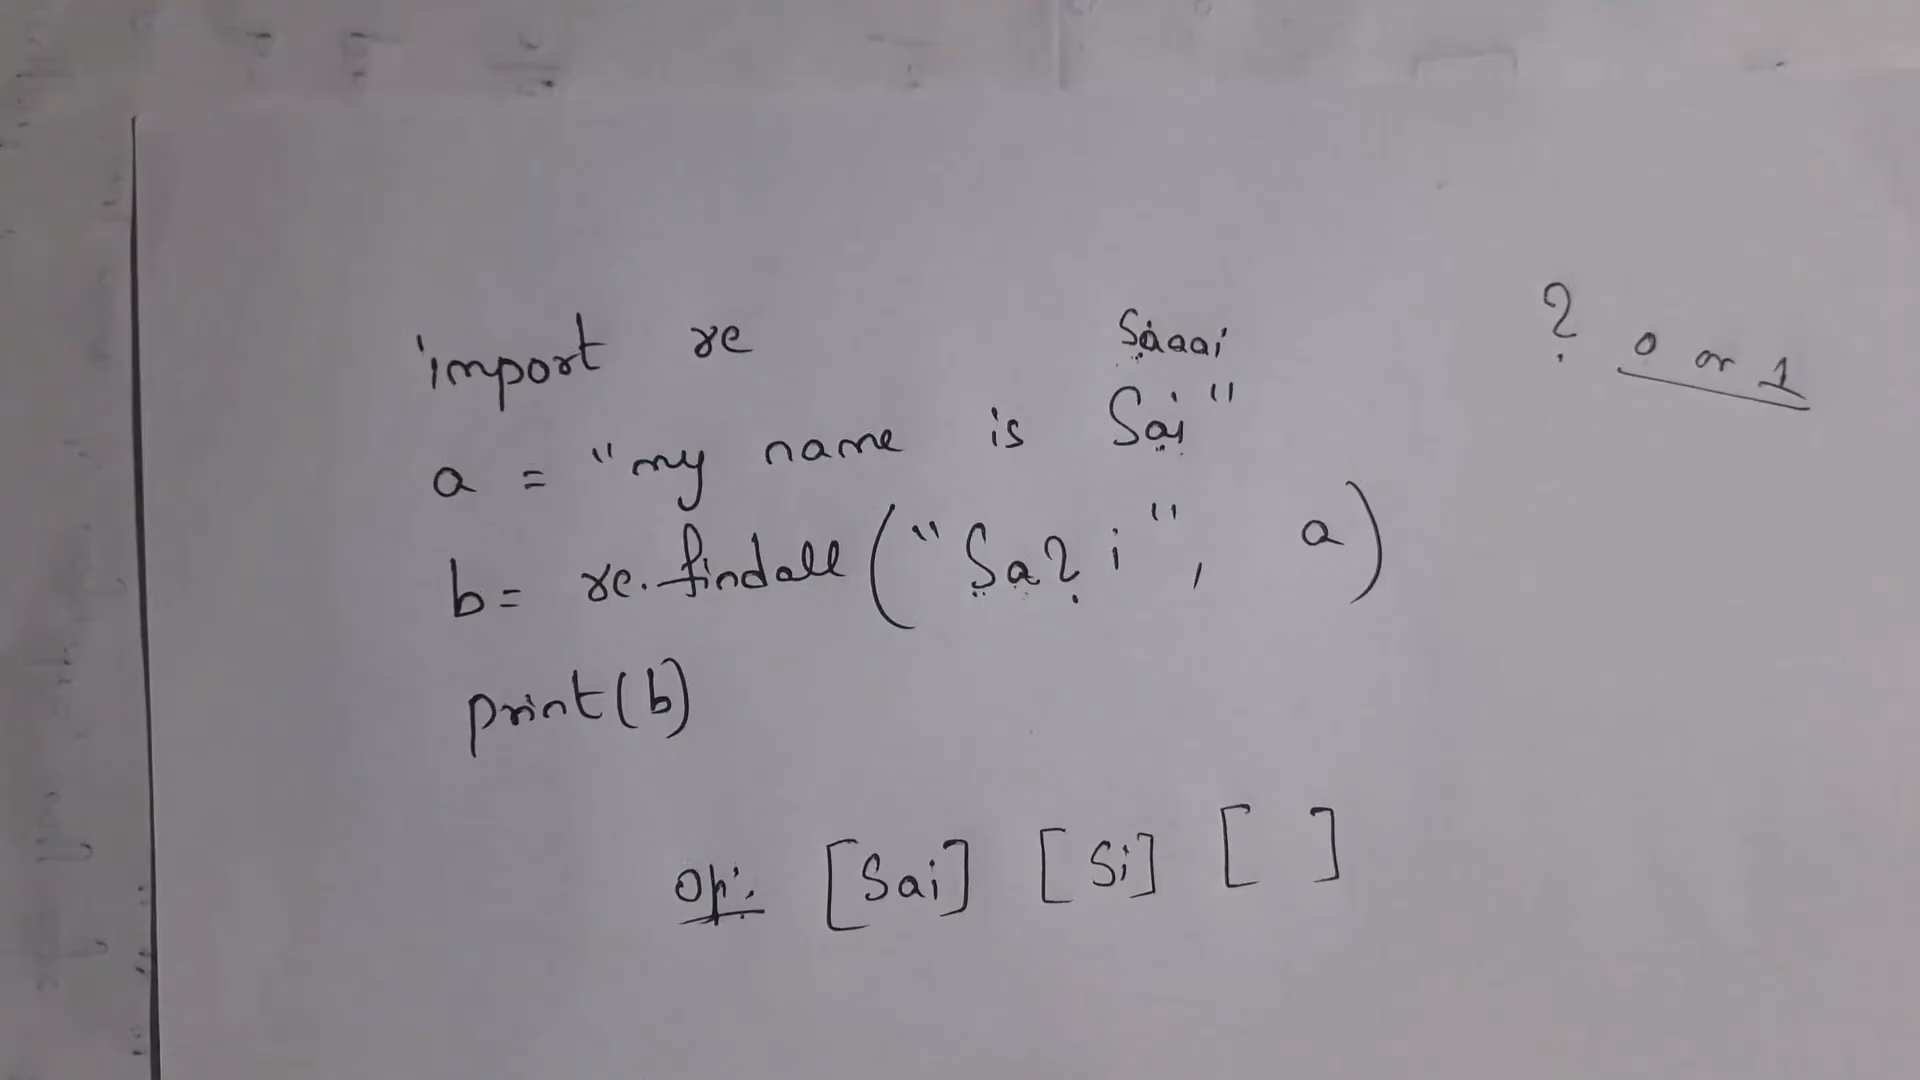 import re
Saaai
? 0 or 1
a = "my name is Sai"
b = re.findall("Sa?i", a)
print(b)
Op: [Sai] [Si] [ ]